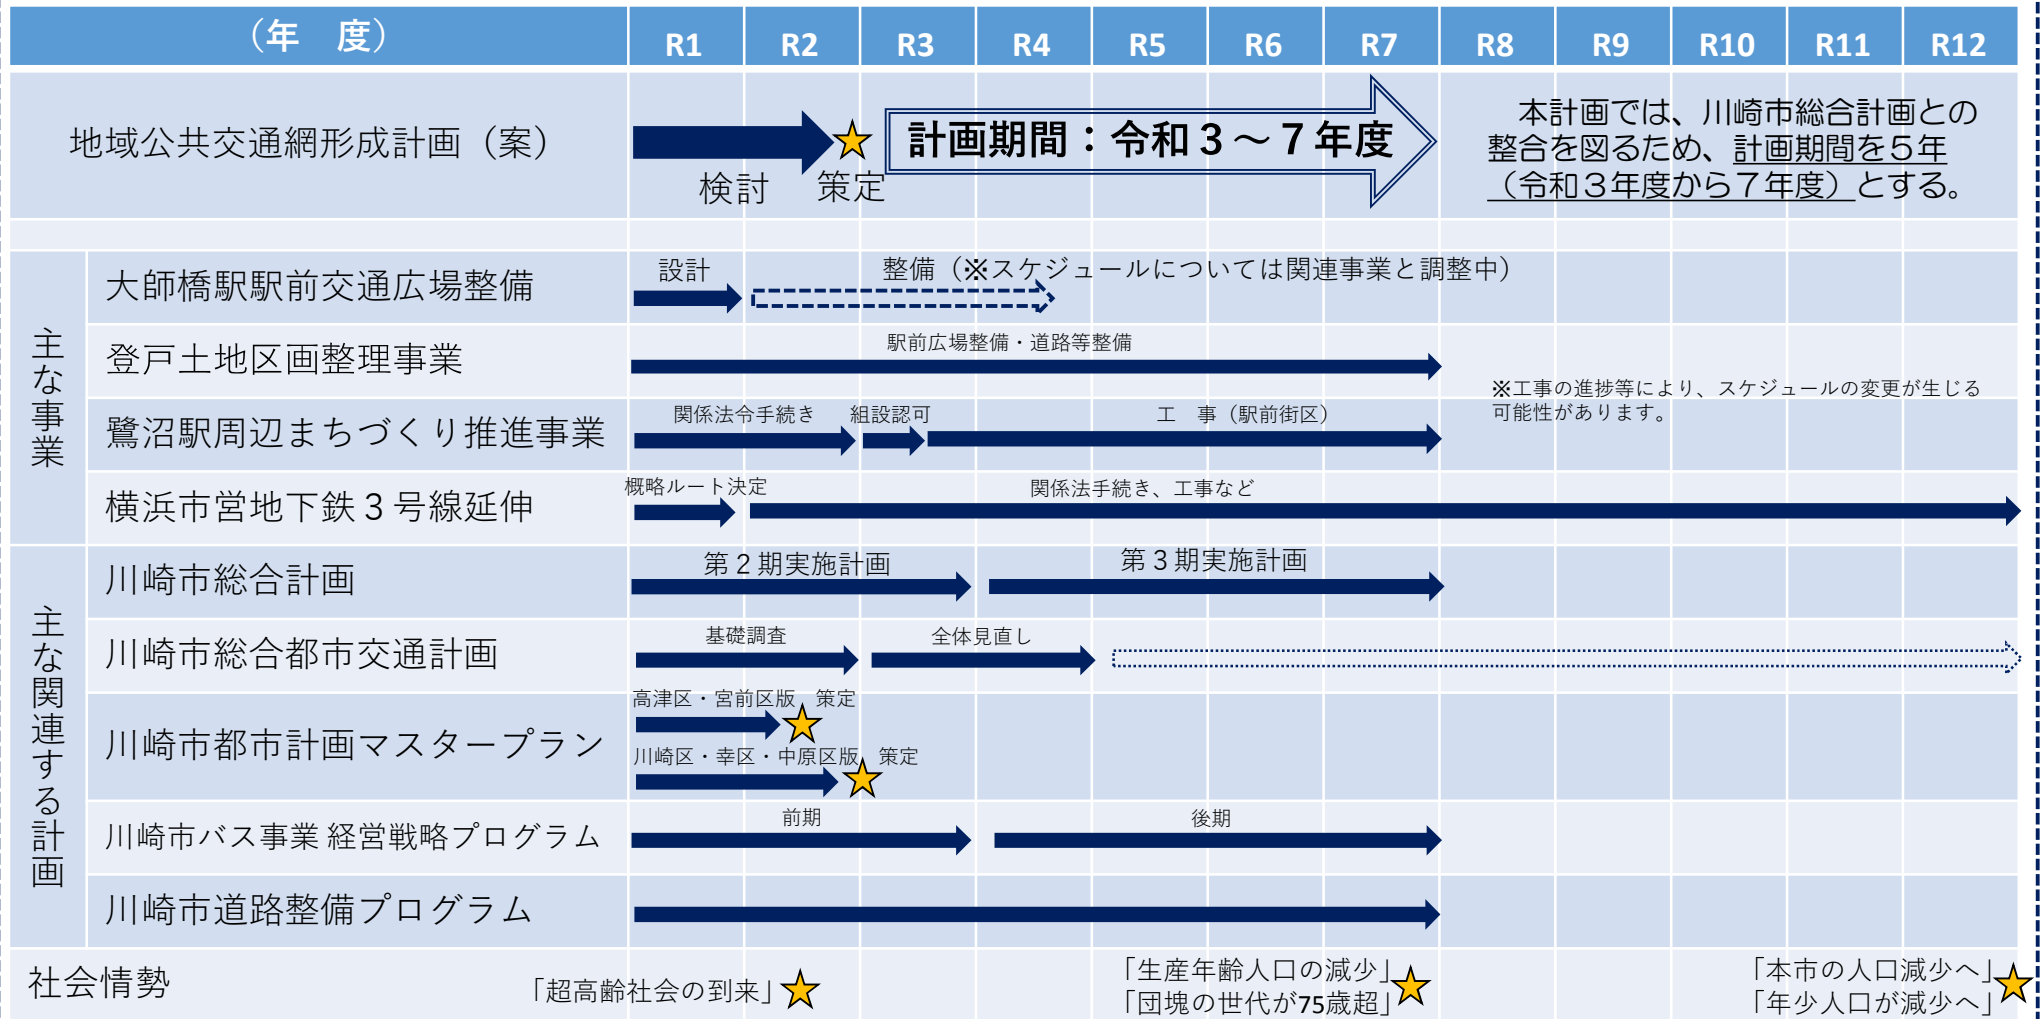 （年　度）
R1 R2 R3 R4 R5 R6 R7 R8 R9 R10 R11 R12
地域公共交通網形成計画（案）
検討
策定
計画期間：令和３～７年度
本計画では、川崎市総合計画との
整合を図るため、計画期間を５年
（令和３年度から７年度）とする。
主な事業
大師橋駅駅前交通広場整備
設計
整備（※スケジュールについては関連事業と調整中）
登戸土地区画整理事業
駅前広場整備・道路等整備
※工事の進捗等により、スケジュールの変更が生じる
可能性があります。
鷺沼駅周辺まちづくり推進事業
関係法令手続き
組設認可
工　事（駅前街区）
横浜市営地下鉄３号線延伸
概略ルート決定
関係法手続き、工事など
主な関連する計画
川崎市総合計画
第２期実施計画
第３期実施計画
川崎市総合都市交通計画
基礎調査
全体見直し
川崎市都市計画マスタープラン
高津区・宮前区版　策定
川崎区・幸区・中原区版　策定
川崎市バス事業 経営戦略プログラム
前期
後期
川崎市道路整備プログラム
社会情勢
「超高齢社会の到来」
「生産年齢人口の減少」
「団塊の世代が75歳超」
「本市の人口減少へ」
「年少人口が減少へ」